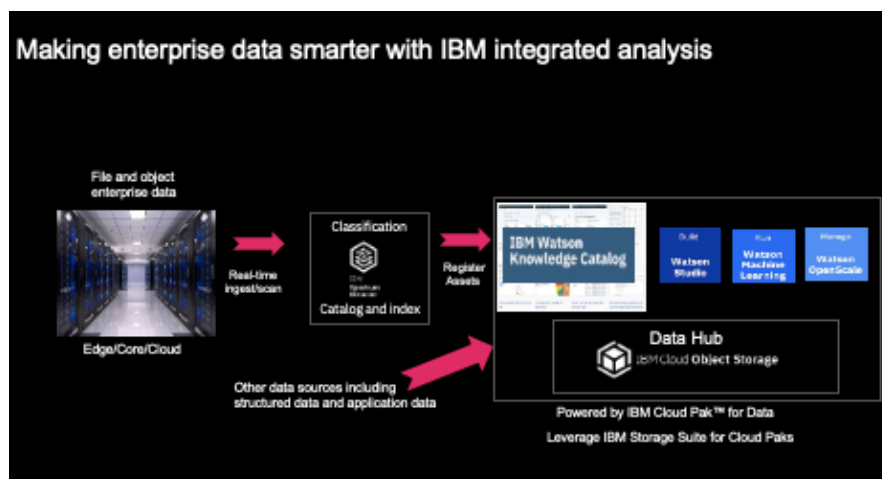 Making enterprise data smarter with IBM integrated analysis
File and object
enterprise data
Edge/Core/Cloud
Real-time
ingest/scan
Classification
IBM
Spectrum
Discover
Catalog and index
Register
Assets
IBM Watson
Knowledge Catalog
Build
Watson
Studio
Run
Watson
Machine
Learning
Manage
Watson
OpenScale
Data Hub
IBM Cloud Object Storage
Other data sources including
structured data and application data
Powered by IBM Cloud Pak™ for Data
Leverage IBM Storage Suite for Cloud Paks